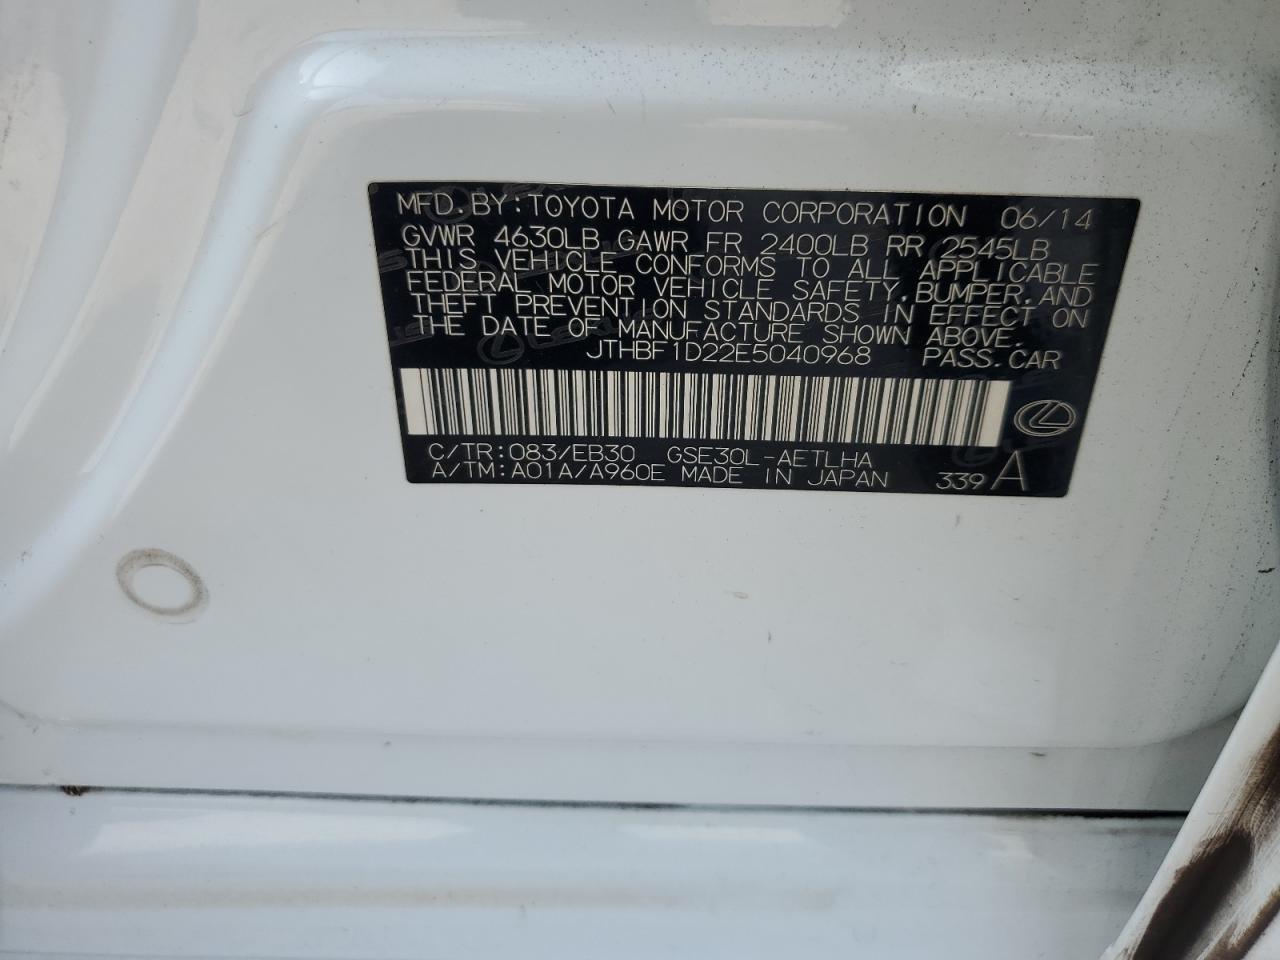 MFD.BY:TOYOTA MOTOR CORPORATION 06/14
GVWR 4630LB GAWR FR 2400LB RR 2545LB
THIS VEHICLE CONFORMS TO ALL APPLICABLE
FEDERAL MOTOR VEHICLE SAFETY,BUMPER,AND
THEFT PREVENTION STANDARDS IN EFFECT ON
THE DATE OF MANUFACTURE SHOWN ABOVE.
JTHBF1D22E5040968 PASS.CAR
C/TR:083/EB30 GSE30L-AETLHA
A/TM:A01A/A960E MADE IN JAPAN 339 A